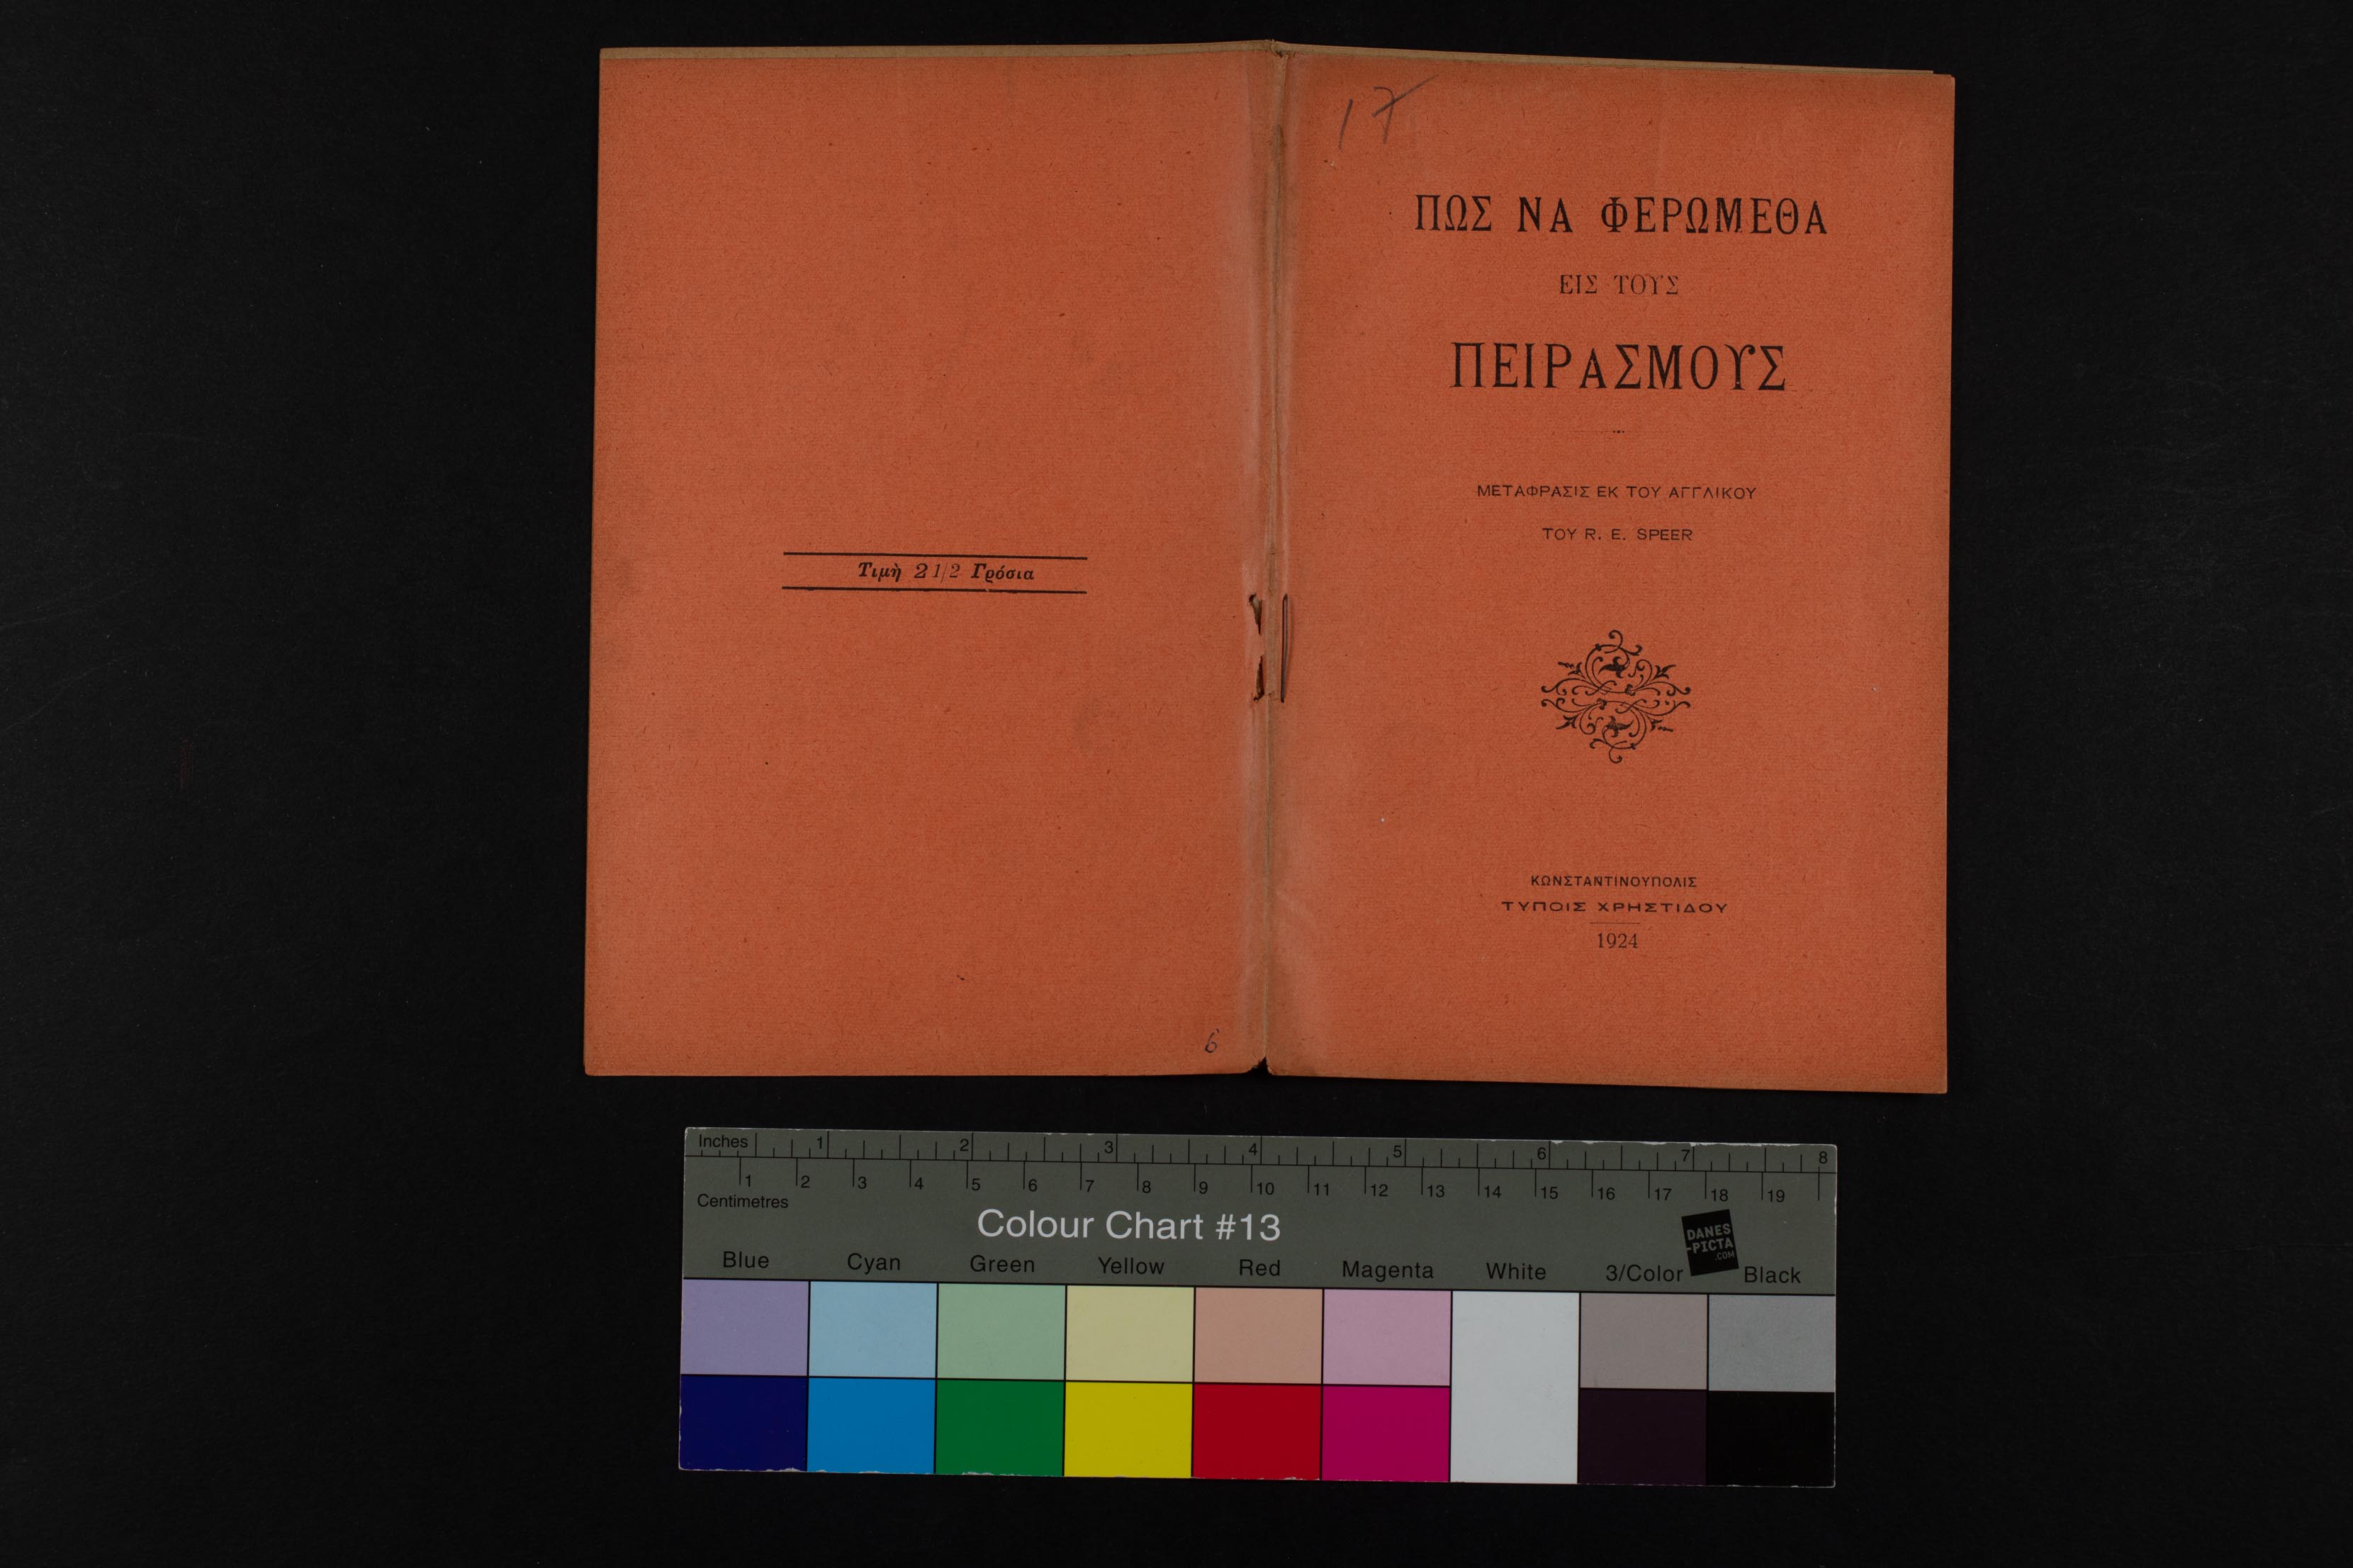 Τιμὴ 2 1/2 Γρόσια
6
17
ΠΩΣ ΝΑ ΦΕΡΩΜΕΘΑ
ΕΙΣ ΤΟΥΣ
ΠΕΙΡΑΣΜΟΥΣ
ΜΕΤΑΦΡΑΣΙΣ ΕΚ ΤΟΥ ΑΓΓΛΙΚΟΥ
ΤΟΥ R. E. SPEER
ΚΩΝΣΤΑΝΤΙΝΟΥΠΟΛΙΣ
ΤΥΠΟΙΣ ΧΡΗΣΤΙΔΟΥ
1924
Inches 1 2 3 4 5 6 7 8
1 2 3 4 5 6 7 8 9 10 11 12 13 14 15 16 17 18 19
Centimetres
Colour Chart #13
DANES
-PICTA
.COM
Blue Cyan Green Yellow Red Magenta White 3/Color Black